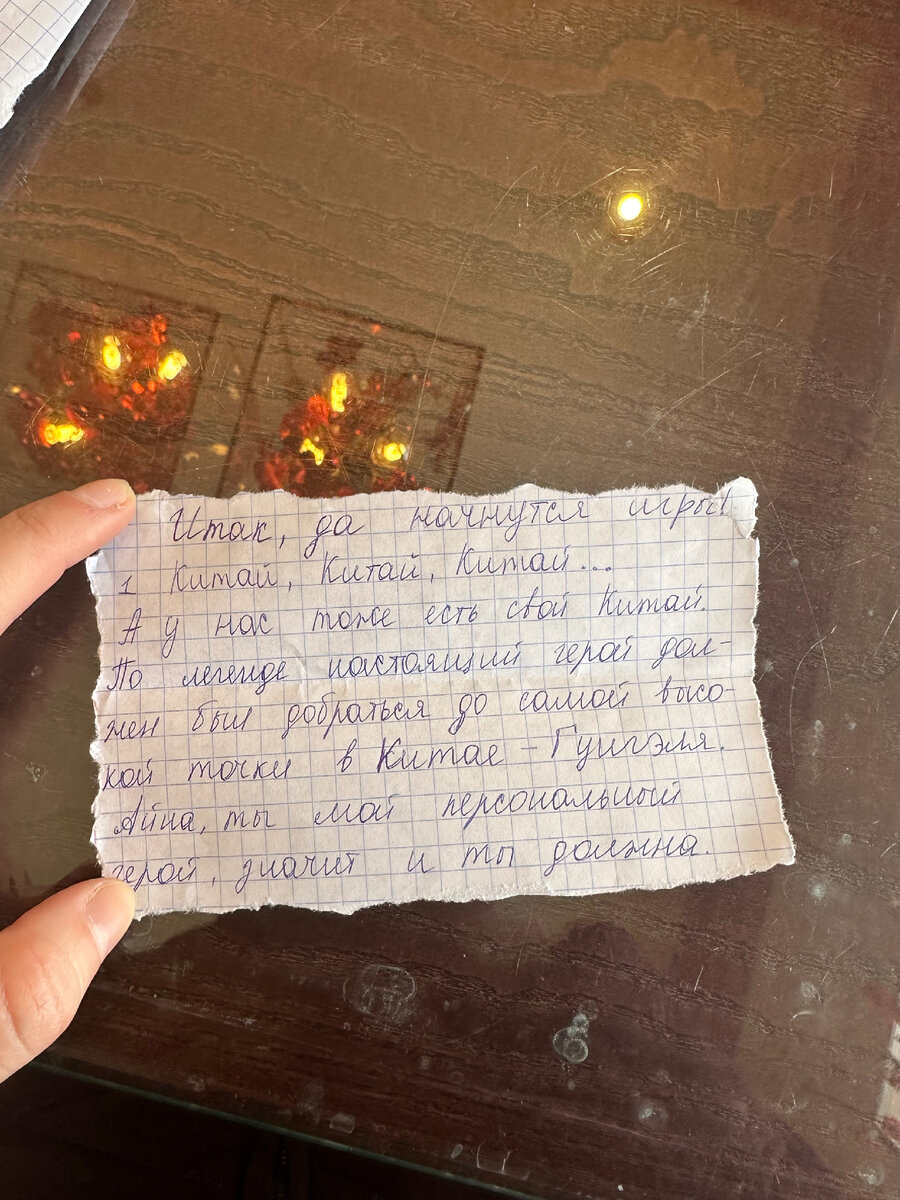 Итак, да начнутся игры!
1 Китай, Китай, Китай...
А у нас тоже есть свой Китай.
По легенде настоящий герой дол-
жен был добраться до самой высо-
кой точки в Китае - Гуигэля.
Айна, ты мой персональный
герой, значит и ты должна.